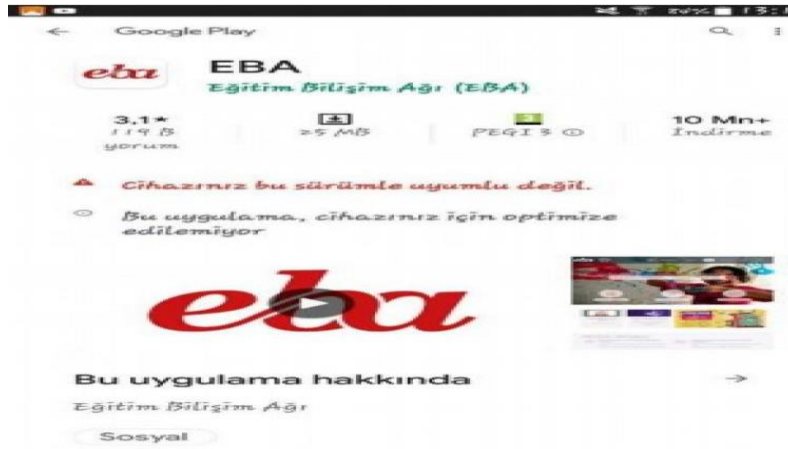 Google Play
eba
EBA
Eğitim Bilişim Ağı (EBA)
3,1★
119 B
yorum
25 MB
3
PEGI 3
10 Mn+
İndirme
Cihazınız bu sürümle uyumlu değil.
Bu uygulama, cihazınız için optimize
edilemiyor
eba
Bu uygulama hakkında
Eğitim Bilişim Ağı
Sosyal